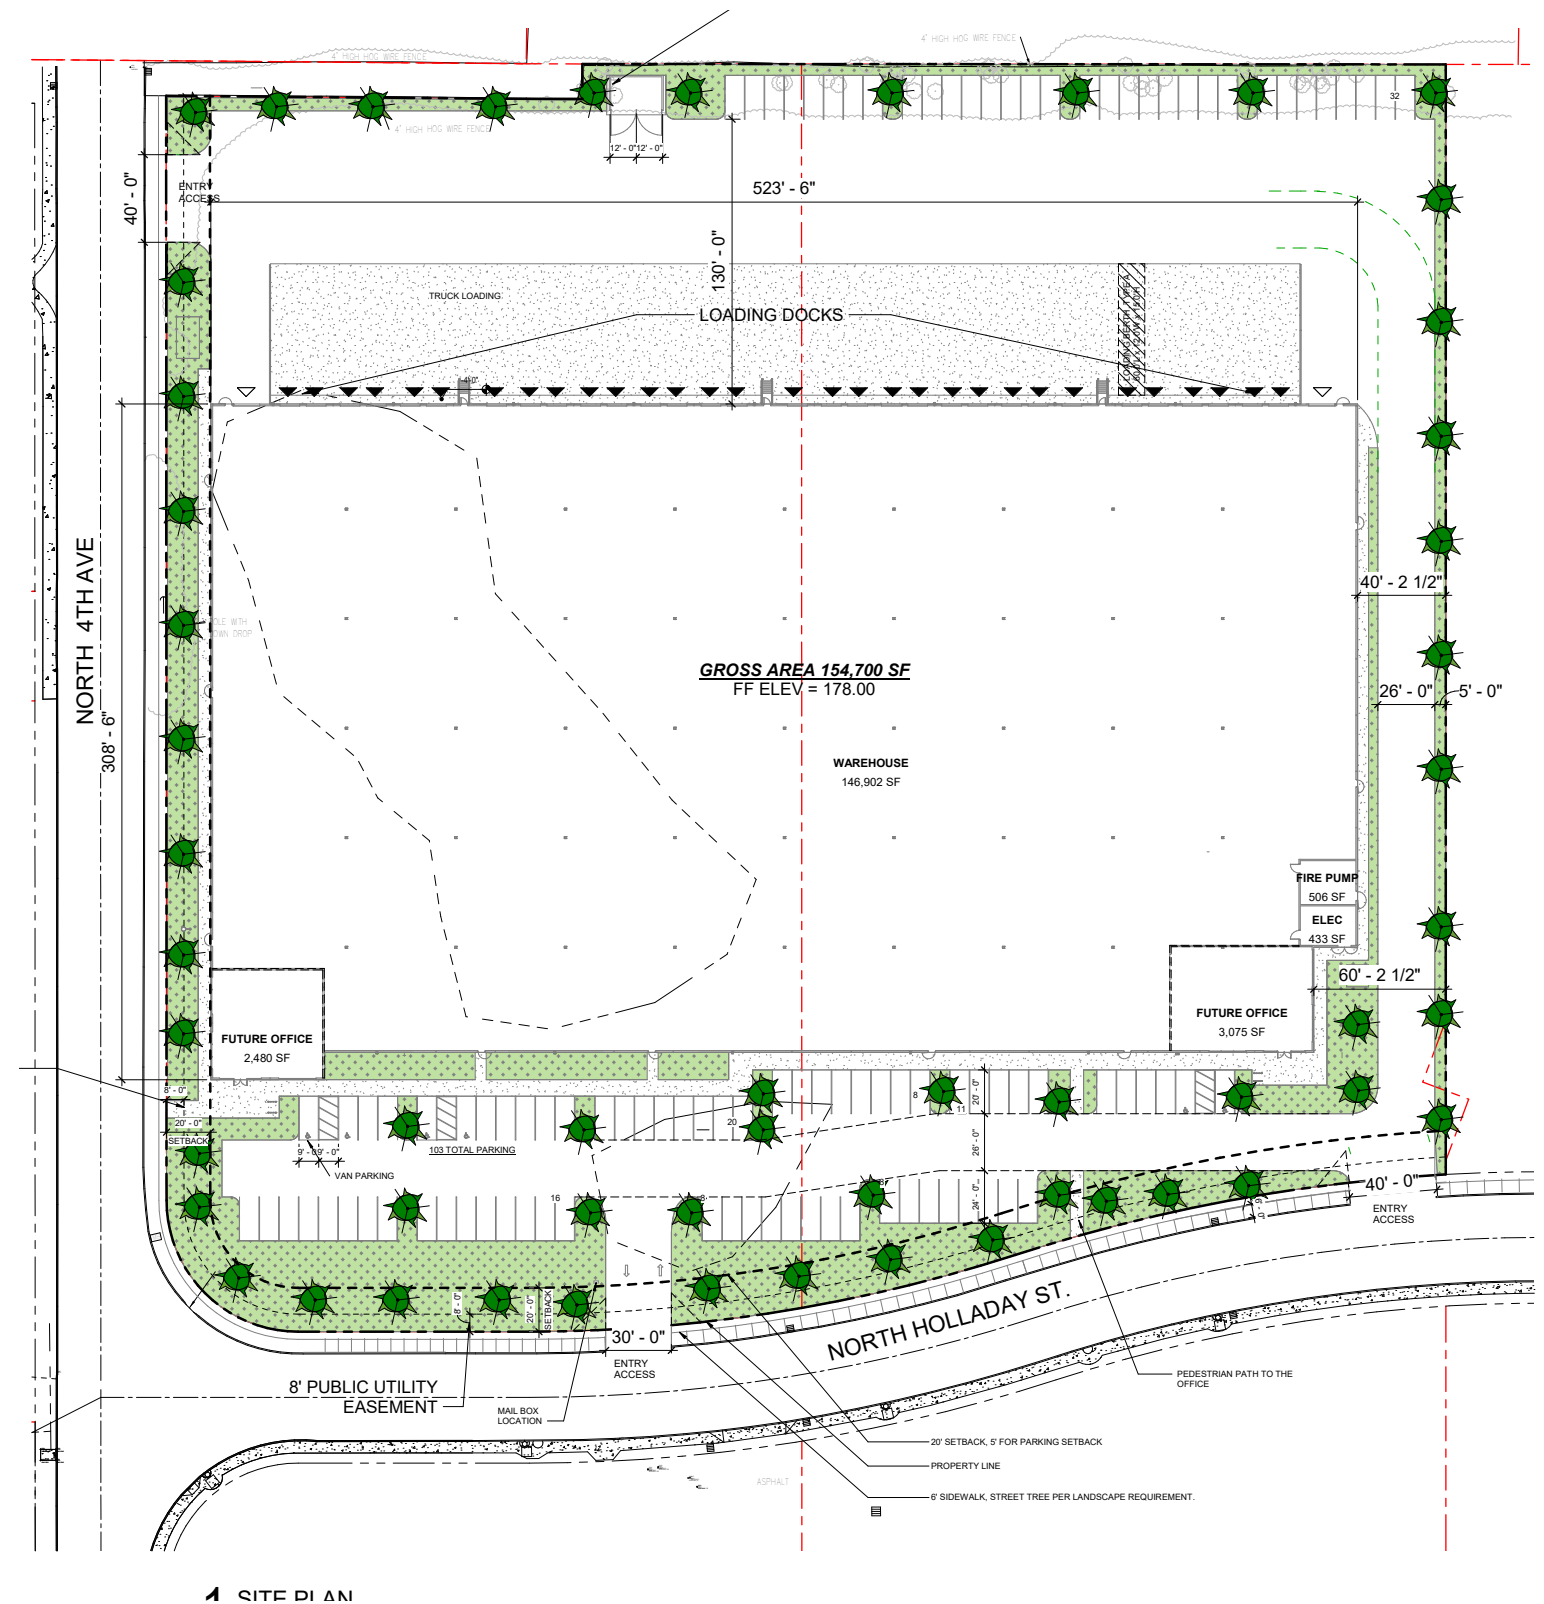 4' HIGH HOG WIRE FENCE
4' HIGH HOG WIRE FENCE
32
4' HIGH HOG WIRE FENCE
12' - 0"
12' - 0"
ENTRY
ACCESS
40' - 0"
523' - 6"
130' - 0"
TRUCK LOADING
LOADING DOCKS
NORTH 4TH AVE
308' - 6"
40' - 2 1/2"
GROSS AREA 154,700 SF
FF ELEV = 178.00
26' - 0"
5' - 0"
WAREHOUSE
146,902 SF
FIRE PUMP
506 SF
ELEC
433 SF
60' - 2 1/2"
FUTURE OFFICE
3,075 SF
FUTURE OFFICE
2,480 SF
8' - 0"
20' - 0"
SETBACK
8
11
20' - 0"
20
103 TOTAL PARKING
9' - 0"
9' - 0"
VAN PARKING
26' - 0"
16
8
24' - 0"
40' - 0"
ENTRY
ACCESS
8' - 0"
20' - 0"
SETBACK
30' - 0"
ENTRY
ACCESS
NORTH HOLLADAY ST.
8' PUBLIC UTILITY
EASEMENT
MAIL BOX
LOCATION
PEDESTRIAN PATH TO THE
OFFICE
20' SETBACK, 5' FOR PARKING SETBACK
PROPERTY LINE
6' SIDEWALK, STREET TREE PER LANDSCAPE REQUIREMENT.
ASPHALT
1 SITE PLAN